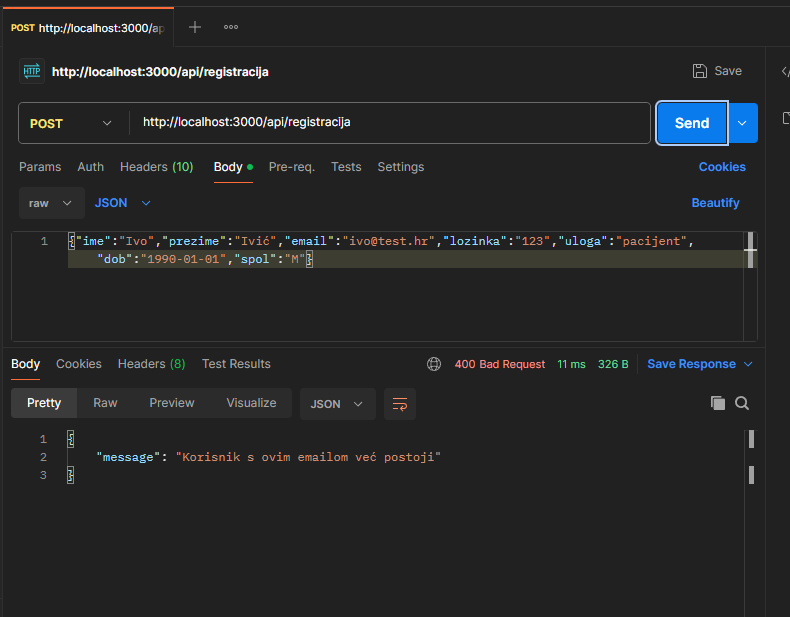 POST http://localhost:3000/ap
HTTP http://localhost:3000/api/registracija
Save
POST
http://localhost:3000/api/registracija
Send
Params Auth Headers (10) Body Pre-req. Tests Settings
Cookies
raw JSON
Beautify
1 {"ime":"Ivo","prezime":"Ivić","email":"ivo@test.hr","lozinka":"123","uloga":"pacijent",
"dob":"1990-01-01","spol":"M"}
Body Cookies Headers (8) Test Results
400 Bad Request 11 ms 326 B
Save Response
Pretty Raw Preview Visualize JSON
1 {
2 "message": "Korisnik s ovim emailom već postoji"
3 }